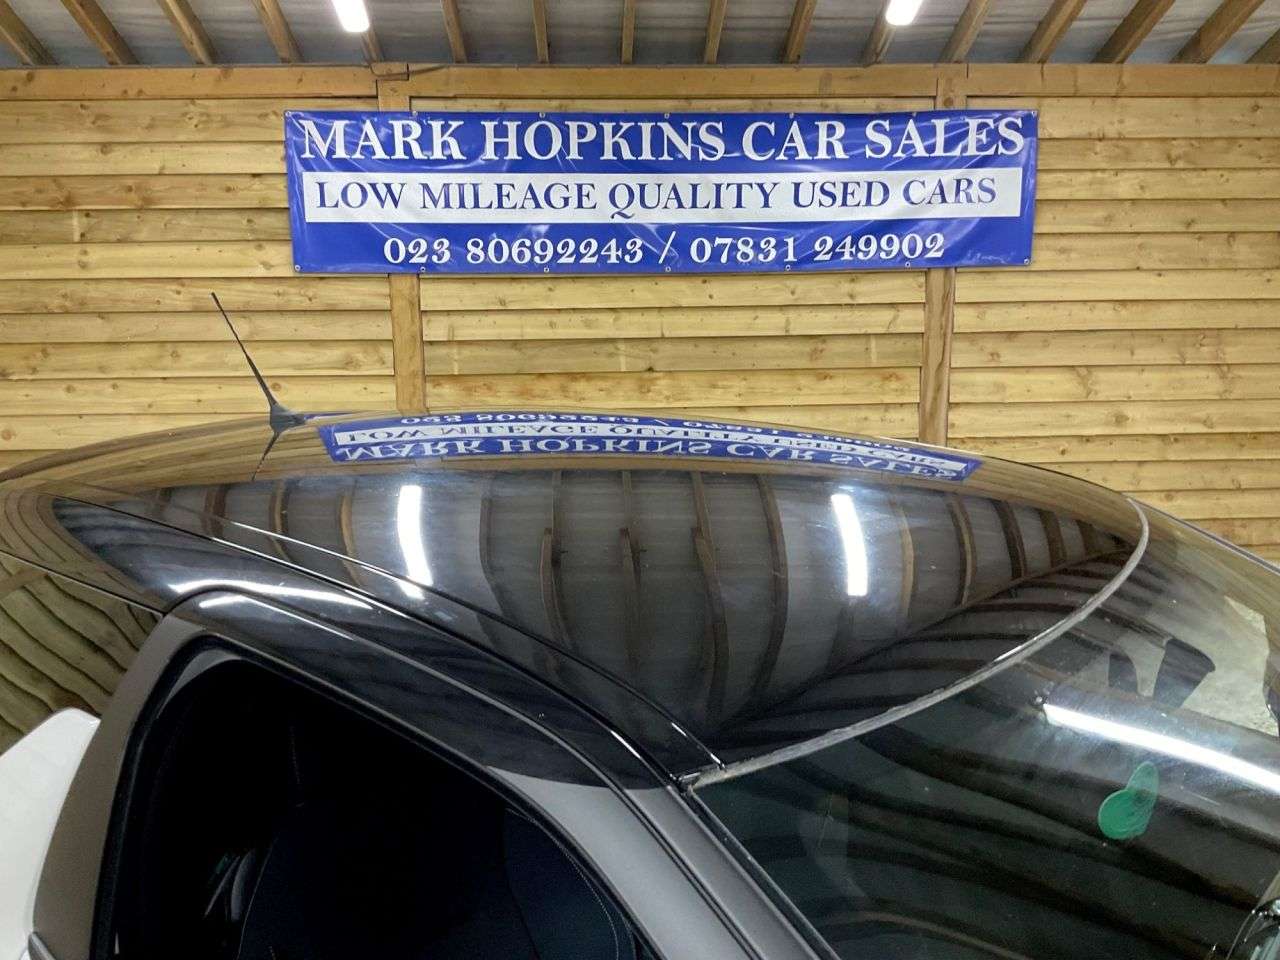 MARK HOPKINS CAR SALES
LOW MILEAGE QUALITY USED CARS
023 80692243 / 07831 249902